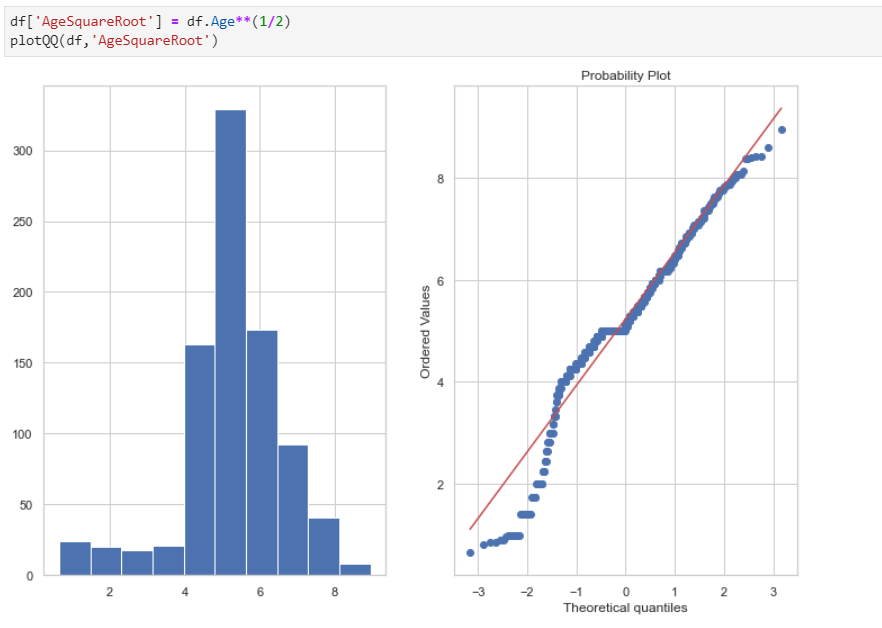 df['AgeSquareRoot'] = df.Age**(1/2)
plotQQ(df,'AgeSquareRoot')
Probability Plot
300
250
200
150
100
50
0
2 4 6 8
Ordered Values
8
6
4
2
−3 −2 −1 0 1 2 3
Theoretical quantiles